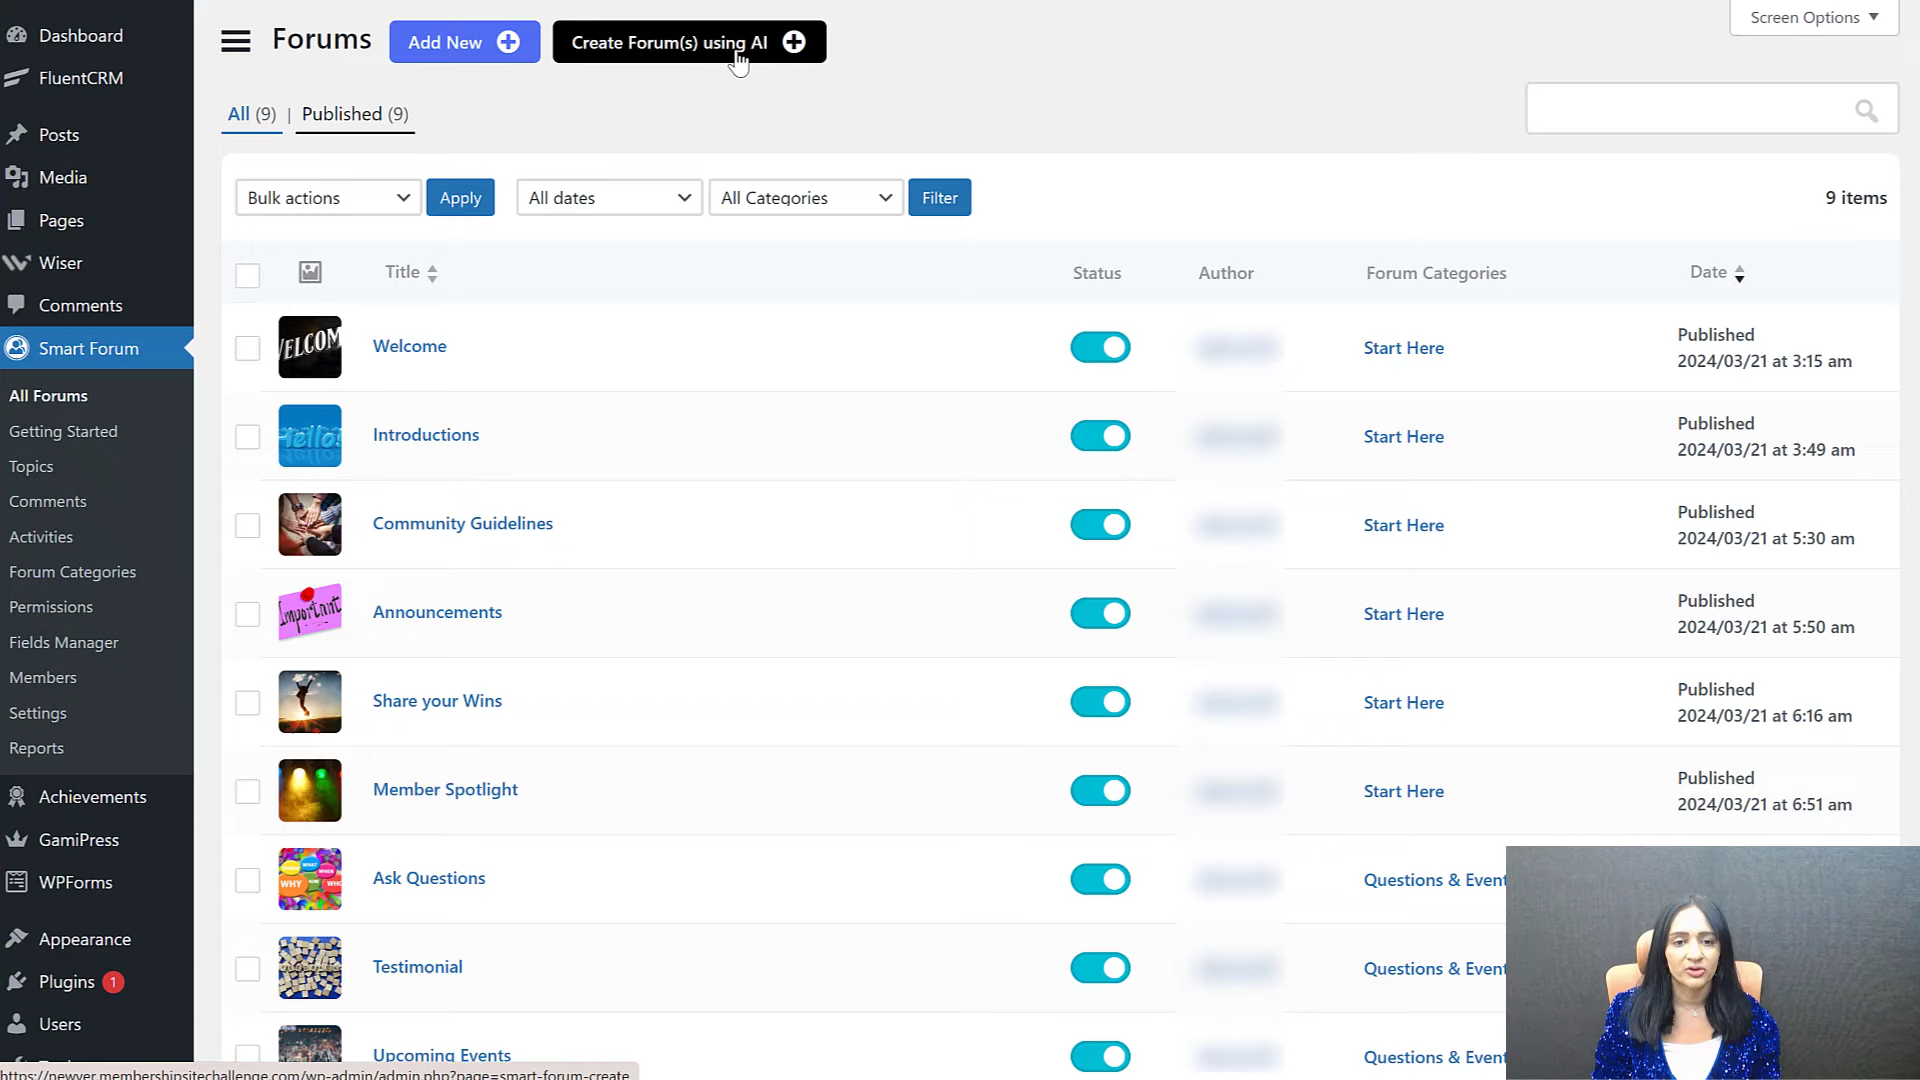 Dashboard
FluentCRM
Posts
Media
Pages
Wiser
Comments
Smart Forum
All Forums
Getting Started
Topics
Comments
Activities
Forum Categories
Permissions
Fields Manager
Members
Settings
Reports
Achievements
GamiPress
WPForms
Appearance
Plugins 1
Users
Forums Add New Create Forum(s) using AI
Screen Options
All (9) | Published (9)
Bulk actions Apply All dates All Categories Filter 9 items
Title Status Author Forum Categories Date
WELCOM
Welcome Start Here Published
2024/03/21 at 3:15 am
Hello!
Introductions Start Here Published
2024/03/21 at 3:49 am
Community Guidelines Start Here Published
2024/03/21 at 5:30 am
Important
Announcements Start Here Published
2024/03/21 at 5:50 am
Share your Wins Start Here Published
2024/03/21 at 6:16 am
Member Spotlight Start Here Published
2024/03/21 at 6:51 am
WHY
Ask Questions Questions & Event
Testimonial Questions & Event
Upcoming Events Questions & Event
https://newver.membershipsitechallenge.com/wp-admin/admin.php?page=smart-forum-create